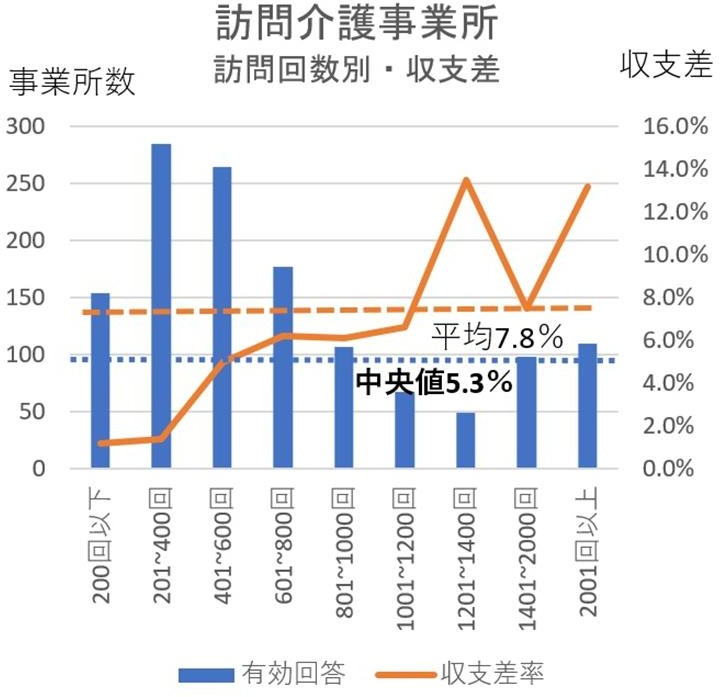 訪問介護事業所
訪問回数別・収支差
事業所数
収支差
300
250
200
150
100
50
0
16.0%
14.0%
12.0%
10.0%
8.0%
6.0%
4.0%
2.0%
0.0%
平均7.8%
中央値5.3%
200回以下
201~400回
401~600回
601~800回
801~1000回
1001~1200回
1201~1400回
1401~2000回
2001回以上
有効回答
収支差率